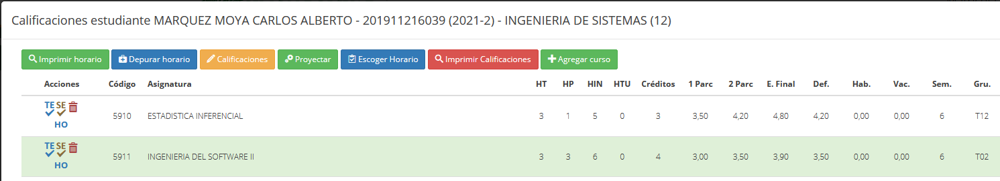 Calificaciones estudiante MARQUEZ MOYA CARLOS ALBERTO - 201911216039 (2021-2) - INGENIERIA DE SISTEMAS (12)
Imprimir horario Depurar horario Calificaciones Proyectar Escoger Horario Imprimir Calificaciones Agregar curso
Acciones Código Asignatura HT HP HIN HTU Créditos 1 Parc 2 Parc E. Final Def. Hab. Vac. Sem. Gru.
TE SE
5910 ESTADISTICA INFERENCIAL 3 1 5 0 3 3,50 4,20 4,80 4,20 0,00 0,00 6 T12
HO
TE SE
5911 INGENIERIA DEL SOFTWARE II 3 3 6 0 4 3,00 3,50 3,90 3,50 0,00 0,00 6 T02
HO